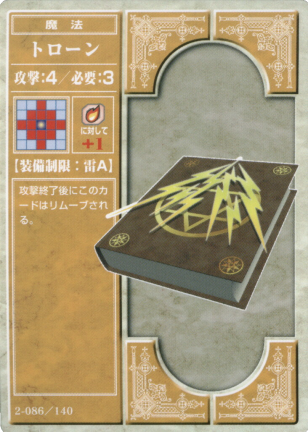 魔法
トローン
攻撃:4/必要:3
に対して
+1
【装備制限:雷A】
攻撃終了後にこのカ
ードはリムーブされ
る。
2-086/140